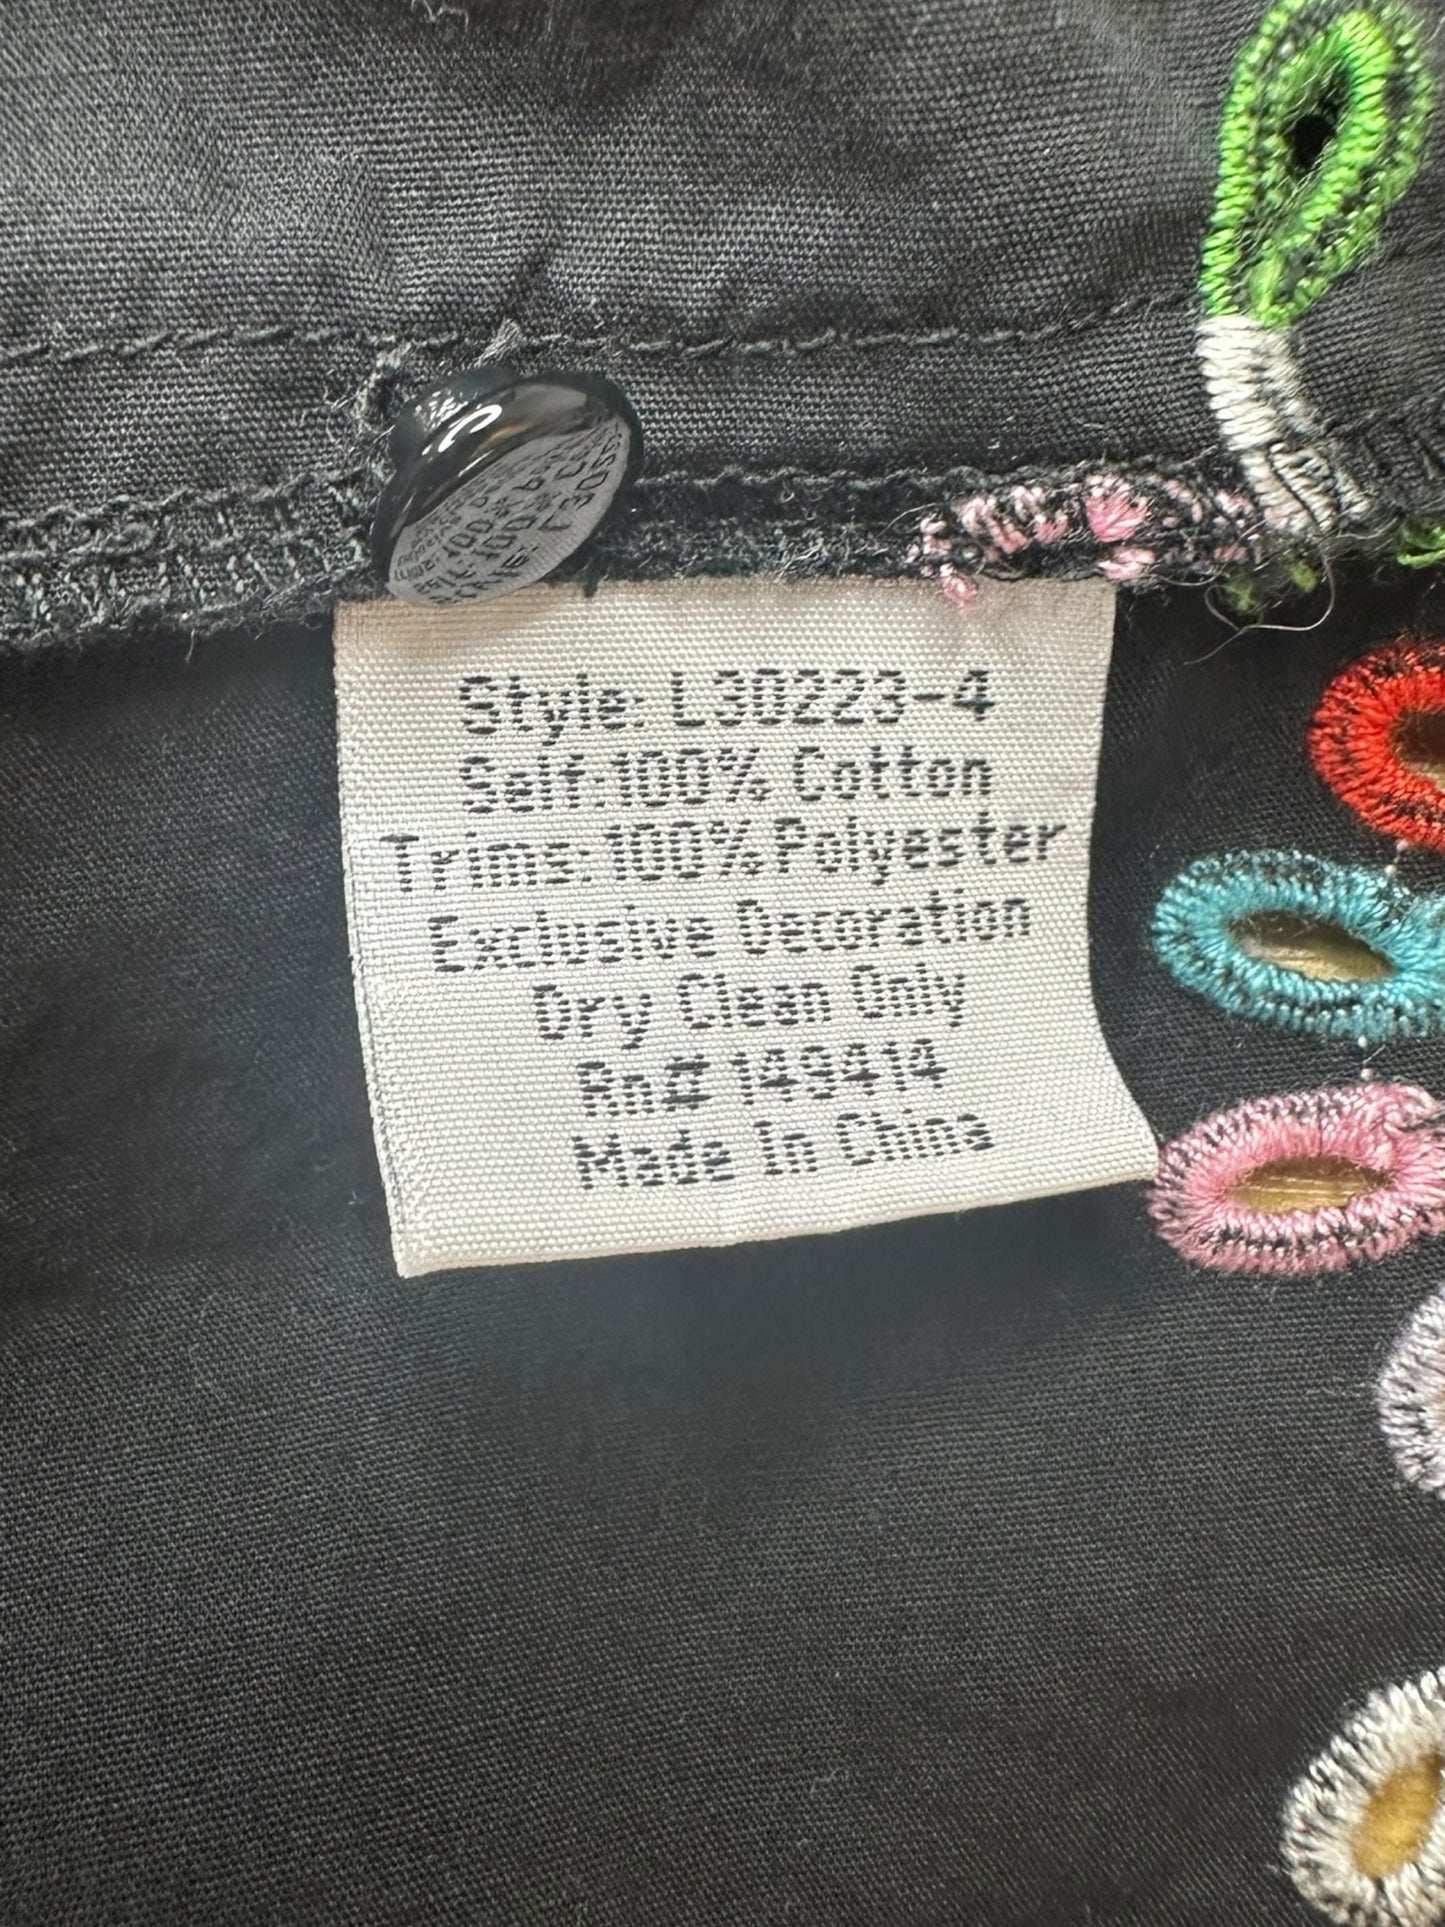 Style: L30223-4
Self:100% Cotton
Trims:100% Polyester
Exclusive Decoration
Dry Clean Only
Rn# 149414
Made In China